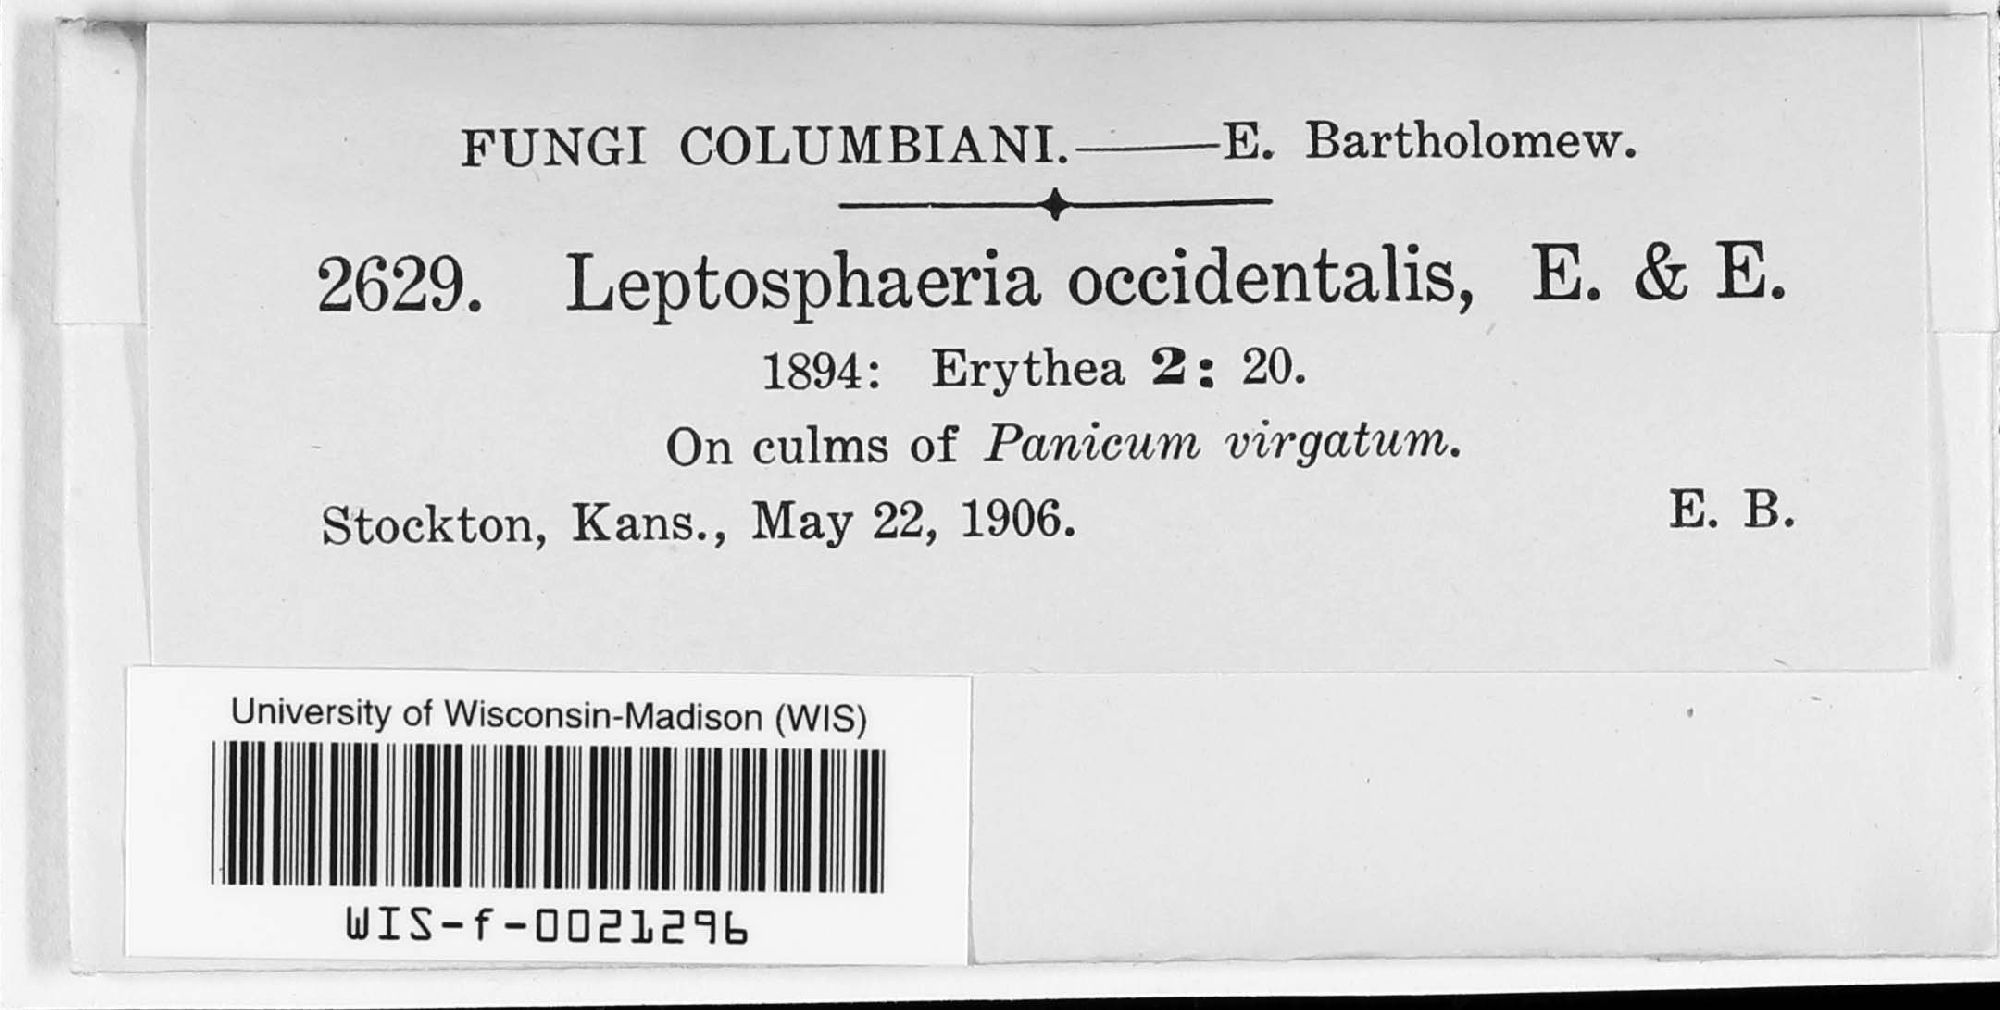 FUNGI COLUMBIANI.——E. Bartholomew.
2629. Leptosphaeria occidentalis, E. & E.
1894: Erythea 2: 20.
On culms of Panicum virgatum.
Stockton, Kans., May 22, 1906. E. B.
University of Wisconsin-Madison (WIS)
WIS-f-0021296